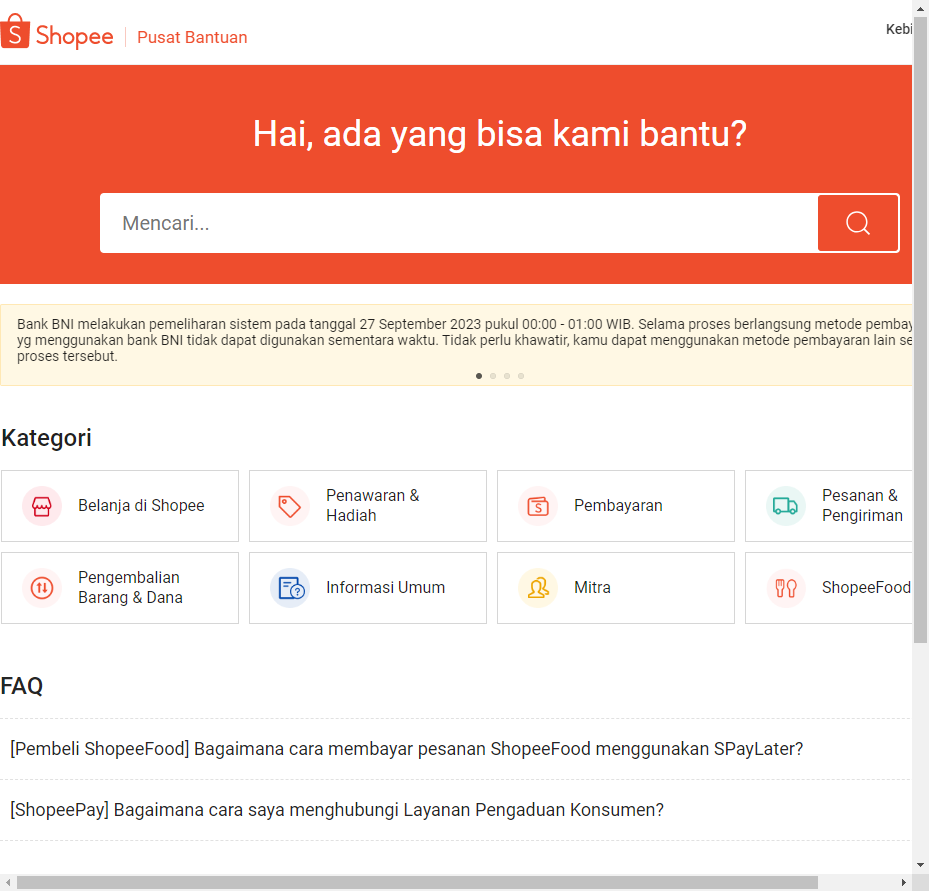 Shopee Pusat Bantuan
Hai, ada yang bisa kami bantu?
Mencari...
Bank BNI melakukan pemeliharan sistem pada tanggal 27 September 2023 pukul 00:00 - 01:00 WIB. Selama proses berlangsung metode
yg menggunakan bank BNI tidak dapat digunakan sementara waktu. Tidak perlu khawatir, kamu dapat menggunakan metode pembayaran lain
proses tersebut.
Kategori
Belanja di Shopee
Penawaran &
Hadiah
Pembayaran
Pesanan &
Pengiriman
Pengembalian
Barang & Dana
Informasi Umum
Mitra
ShopeeFood
FAQ
[Pembeli ShopeeFood] Bagaimana cara membayar pesanan ShopeeFood menggunakan SPayLater?
[ShopeePay] Bagaimana cara saya menghubungi Layanan Pengaduan Konsumen?